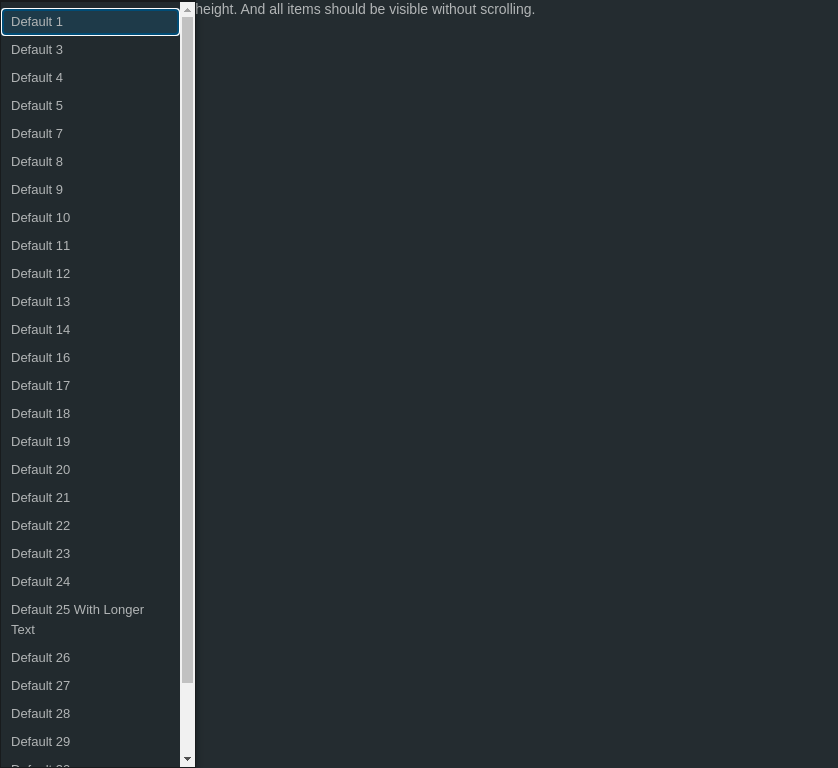 height. And all items should be visible without scrolling.
Default 1
Default 3
Default 4
Default 5
Default 7
Default 8
Default 9
Default 10
Default 11
Default 12
Default 13
Default 14
Default 16
Default 17
Default 18
Default 19
Default 20
Default 21
Default 22
Default 23
Default 24
Default 25 With Longer
Text
Default 26
Default 27
Default 28
Default 29